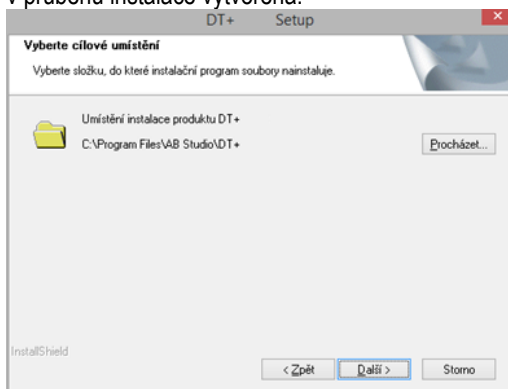 v průběhu instalace vytvořena.
DT+ Setup
Vyberte cílové umístění
Vyberte složku, do které instalační program soubory nainstaluje.
Umístění instalace produktu DT+
C:\Program Files\AB Studio\DT+
Procházet...
InstallShield
< Zpět Další > Storno